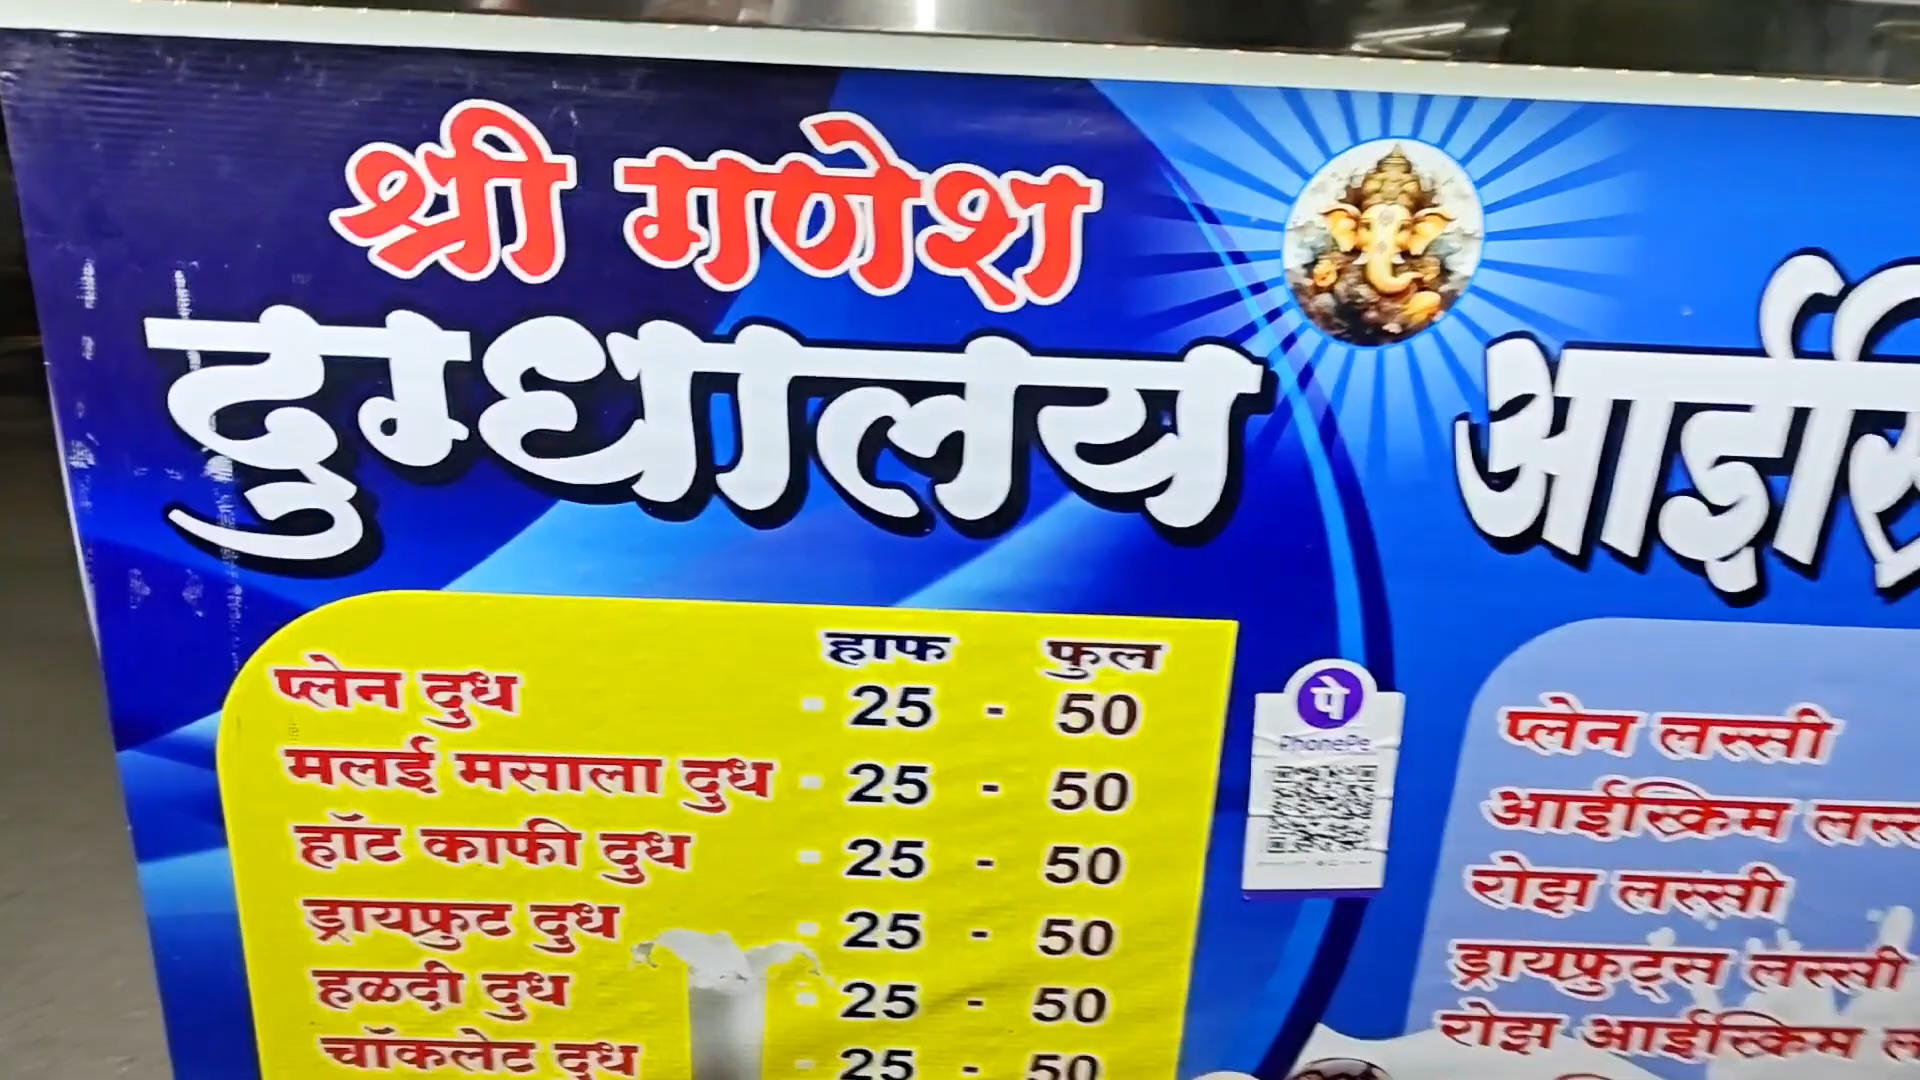 श्री गणेश
दुग्धालय
हाफ फुल
प्लेन दुध - 25 - 50
मलई मसाला दुध - 25 - 50
हॉट काफी दुध - 25 - 50
ड्रायफ्रुट दुध - 25 - 50
हळदी दुध - 25 - 50
चॉकलेट दुध - 25 - 50
पे
PhonePe
प्लेन लस्सी
आईस्क्रिम
रोझ लस्सी
ड्रायफ्रुट्स लस्सी
रोझ आईस्क्रिम